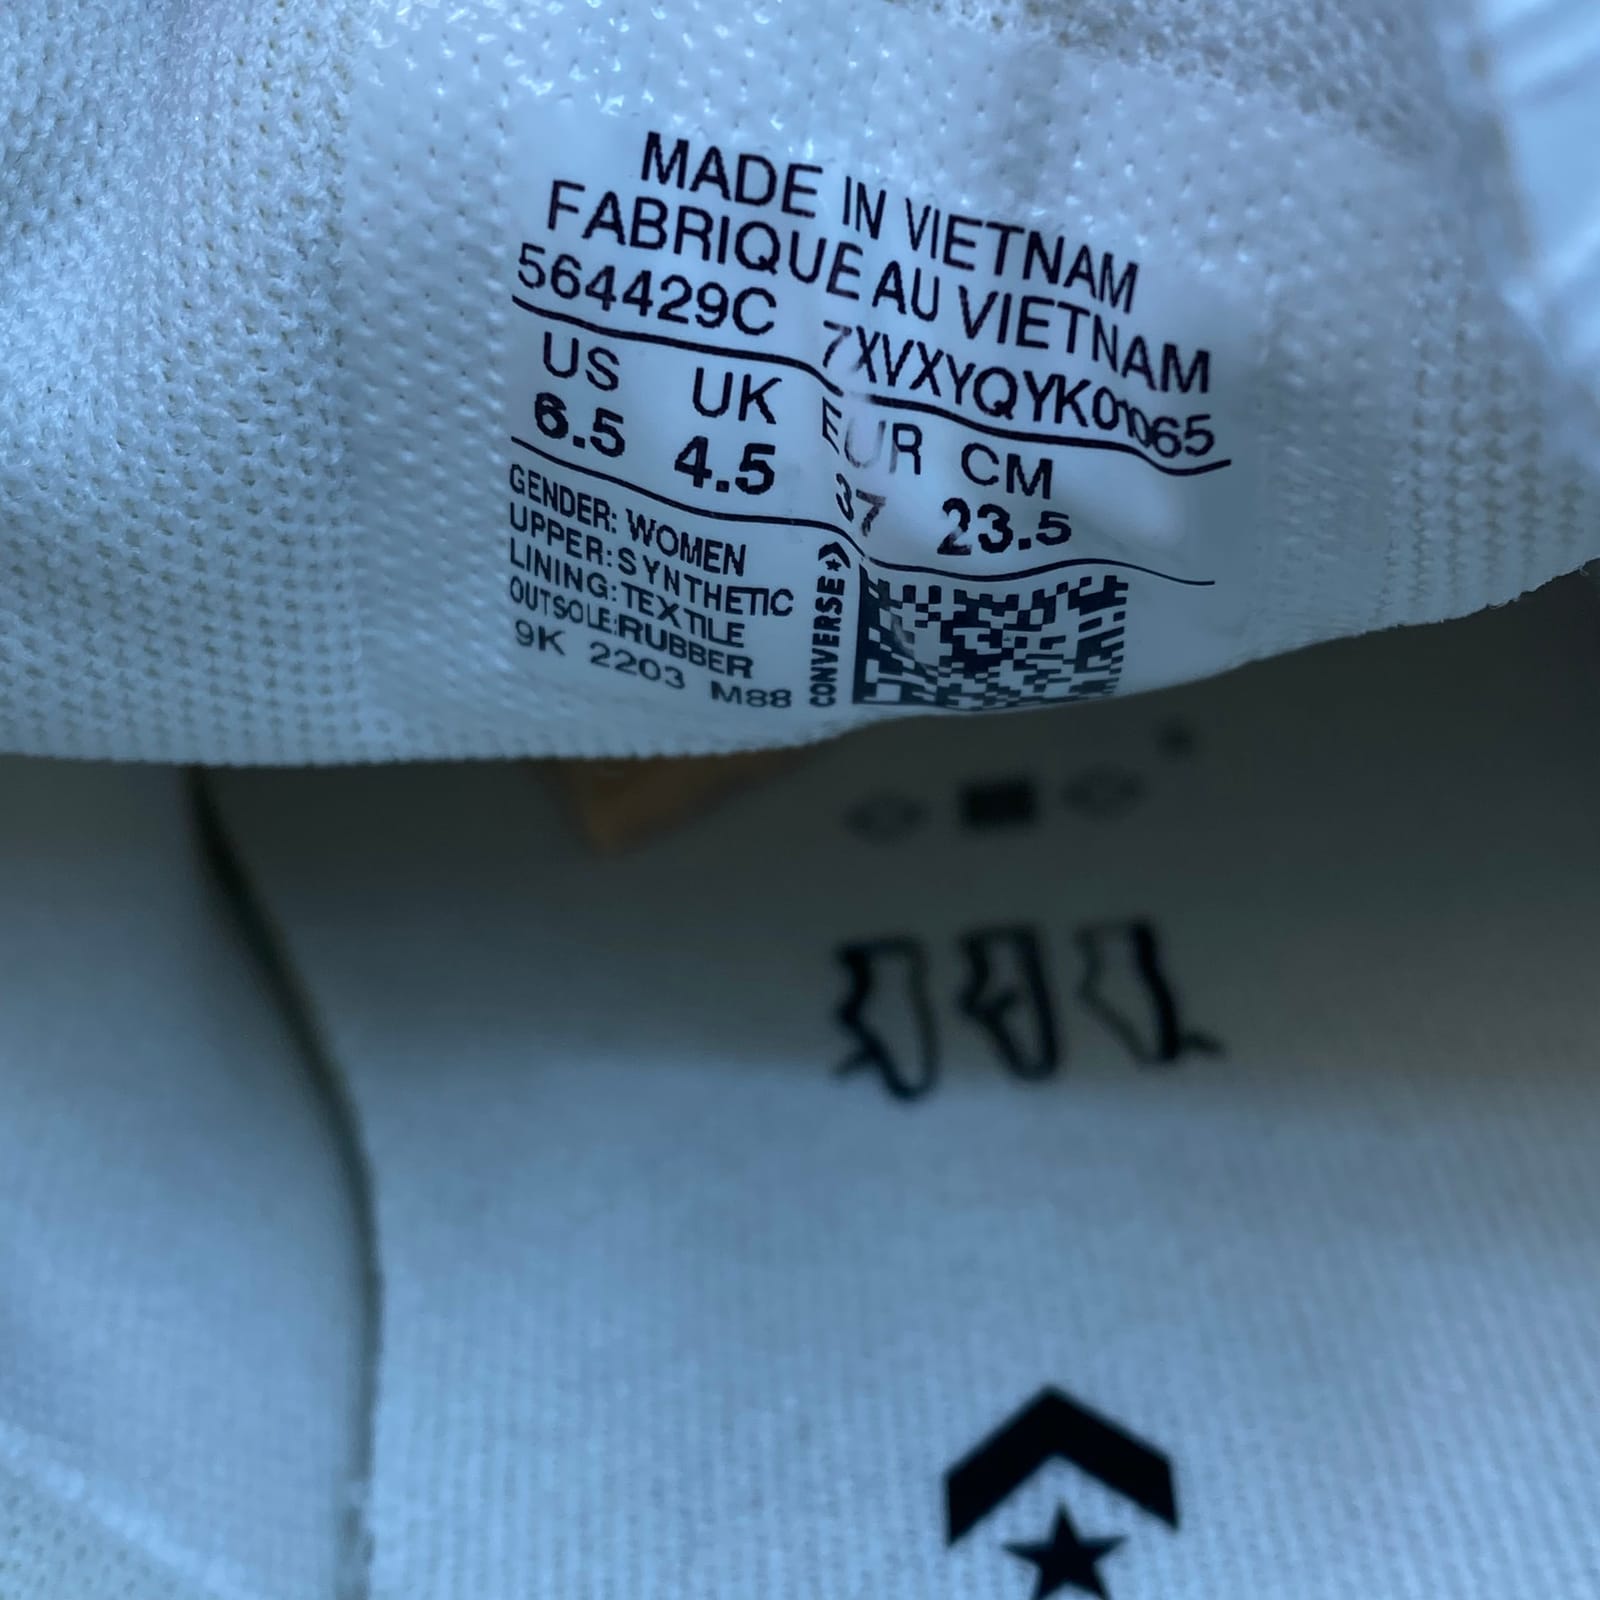 MADE IN VIETNAM
FABRIQUE AU VIETNAM
564429C 7XVXYQYK01065
US UK EUR CM
6.5 4.5 37 23.5
GENDER: WOMEN
UPPER:SYNTHETIC
LINING:TEXTILE
OUTSOLE:RUBBER
9K 2203 M88
CONVERSE